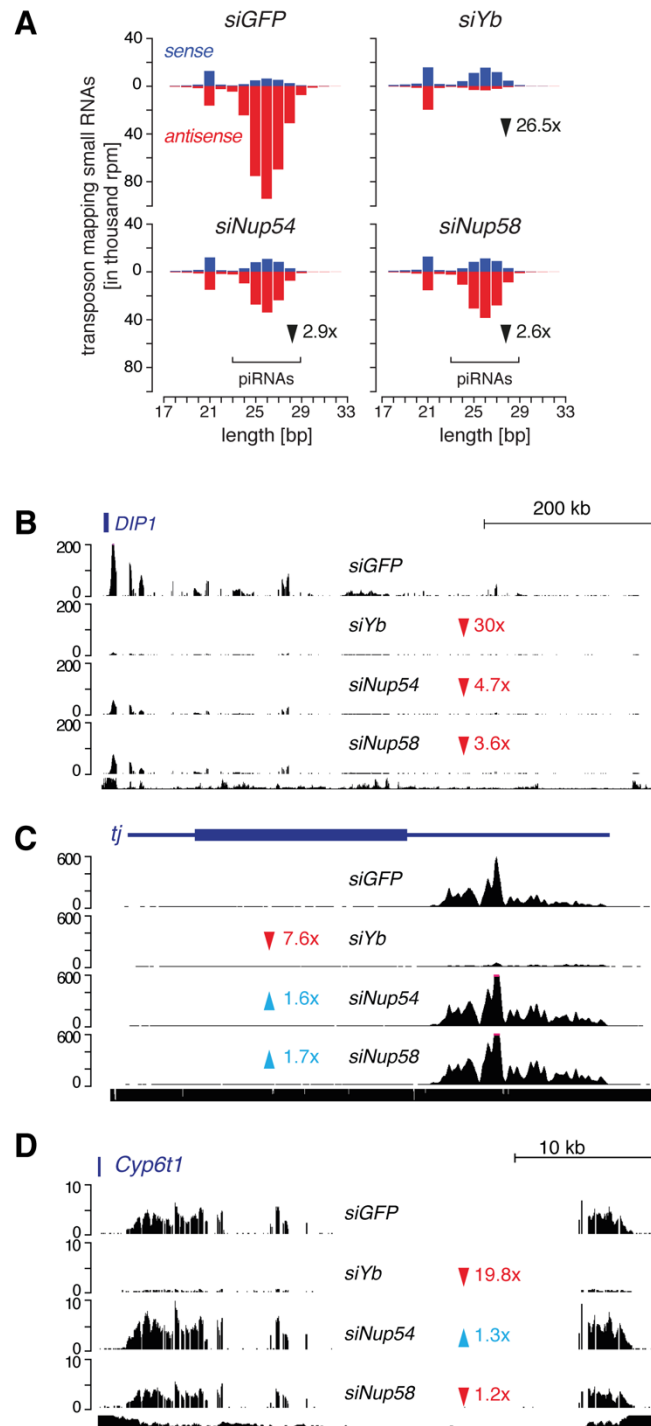 A
siGFP
siYb
transposon mapping small RNAs
[in thousand rpm]
40
0
40
80
sense
antisense
26.5x
siNup54
siNup58
40
0
40
80
2.9x
2.6x
piRNAs
piRNAs
17 21 25 29 33
17 21 25 29 33
length [bp]
length [bp]
B
DIP1
200 kb
200
0
siGFP
200
0
siYb
30x
200
0
siNup54
4.7x
200
0
siNup58
3.6x
C
tj
600
0
siGFP
600
0
7.6x
siYb
600
0
1.6x
siNup54
600
0
1.7x
siNup58
D
Cyp6t1
10 kb
10
0
siGFP
10
0
siYb
19.8x
10
0
siNup54
1.3x
10
0
siNup58
1.2x